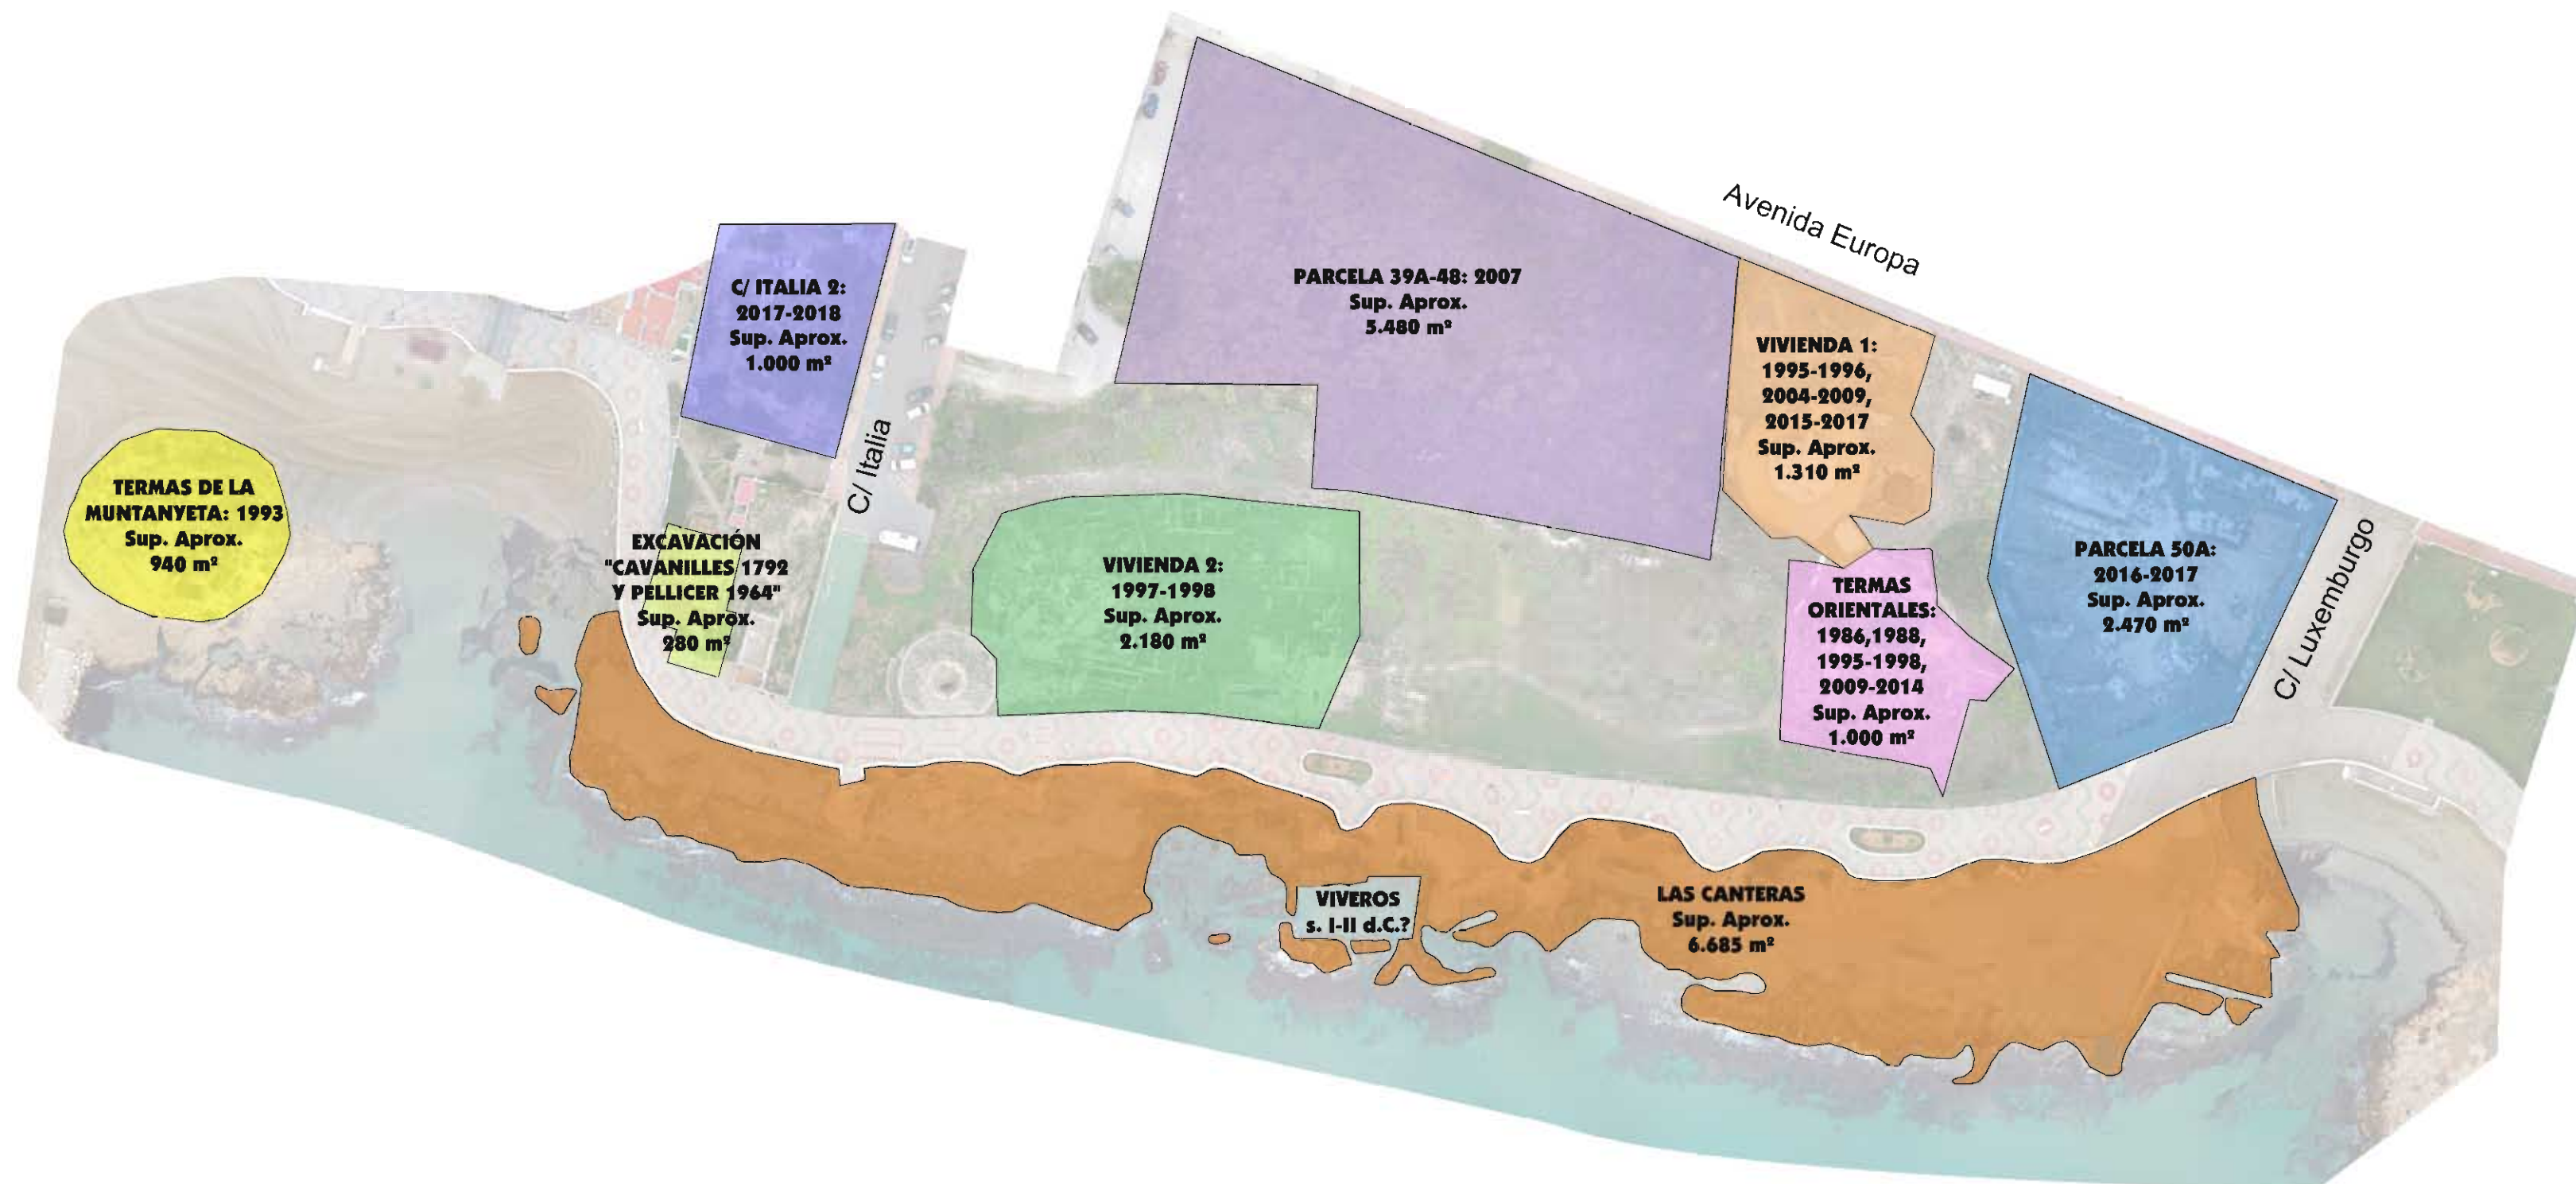 Avenida Europa
C/ ITALIA 2:
2017-2018
Sup. Aprox.
1.000 m²
PARCELA 39A-48: 2007
Sup. Aprox.
5.480 m²
VIVIENDA 1:
1995-1996,
2004-2009,
2015-2017
Sup. Aprox.
1.310 m²
C/ Italia
TERMAS DE LA
MUNTANYETA: 1993
Sup. Aprox.
940 m²
EXCAVACIÓN
"CAVANILLES 1792
Y PELLICER 1964"
Sup. Aprox.
280 m²
VIVIENDA 2:
1997-1998
Sup. Aprox.
2.180 m²
TERMAS
ORIENTALES:
1986,1988,
1995-1998,
2009-2014
Sup. Aprox.
1.000 m²
PARCELA 50A:
2016-2017
Sup. Aprox.
2.470 m²
C/ Luxemburgo
VIVEROS
s. I-II d.C.?
LAS CANTERAS
Sup. Aprox.
6.685 m²